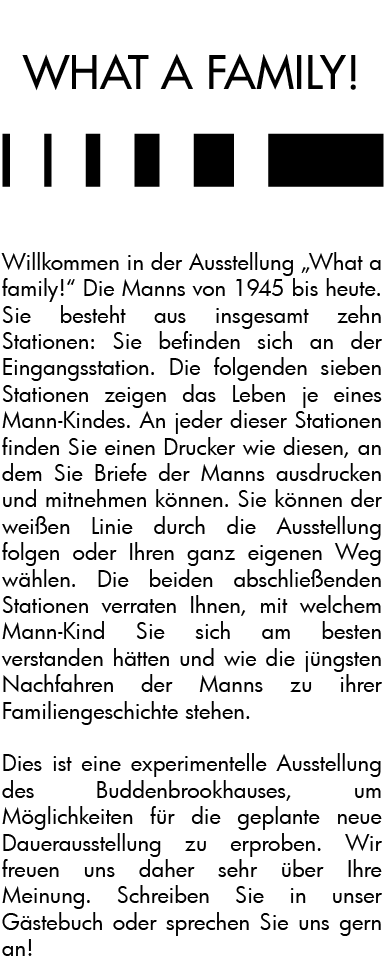 WHAT A FAMILY!
Willkommen in der Ausstellung „What a
family!“ Die Manns von 1945 bis heute.
Sie besteht aus insgesamt zehn
Stationen: Sie befinden sich an der
Eingangsstation. Die folgenden sieben
Stationen zeigen das Leben je eines
Mann-Kindes. An jeder dieser Stationen
finden Sie einen Drucker wie diesen, an
dem Sie Briefe der Manns ausdrucken
und mitnehmen können. Sie können der
weißen Linie durch die Ausstellung
folgen oder Ihren ganz eigenen Weg
wählen. Die beiden abschließenden
Stationen verraten Ihnen, mit welchem
Mann-Kind Sie sich am besten
verstanden hätten und wie die jüngsten
Nachfahren der Manns zu ihrer
Familiengeschichte stehen.
Dies ist eine experimentelle Ausstellung
des Buddenbrookhauses, um
Möglichkeiten für die geplante neue
Dauerausstellung zu erproben. Wir
freuen uns daher sehr über Ihre
Meinung. Schreiben Sie in unser
Gästebuch oder sprechen Sie uns gern
an!